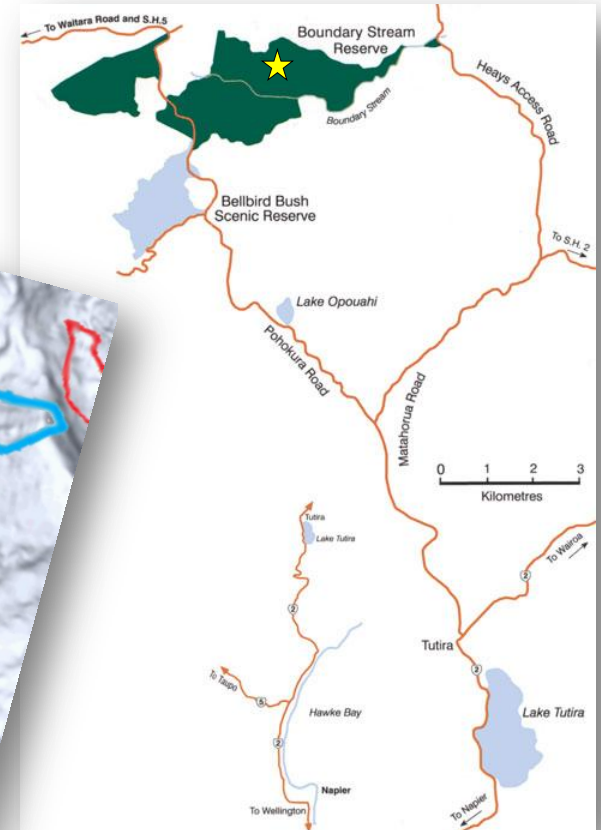 To Waitara Road and S.H.5
Boundary Stream
Reserve
Heays Access Road
Boundary Stream
Bellbird Bush
Scenic Reserve
To S.H. 2
Lake Opouahi
Pohokura Road
Matahorua Road
0 1 2 3
Kilometres
Tutira
Lake Tutira
To Wairoa
2
2
Tutira
2
To Taupo
5
Hawke Bay
Lake Tutira
2
Napier
To Wellington
To Napier